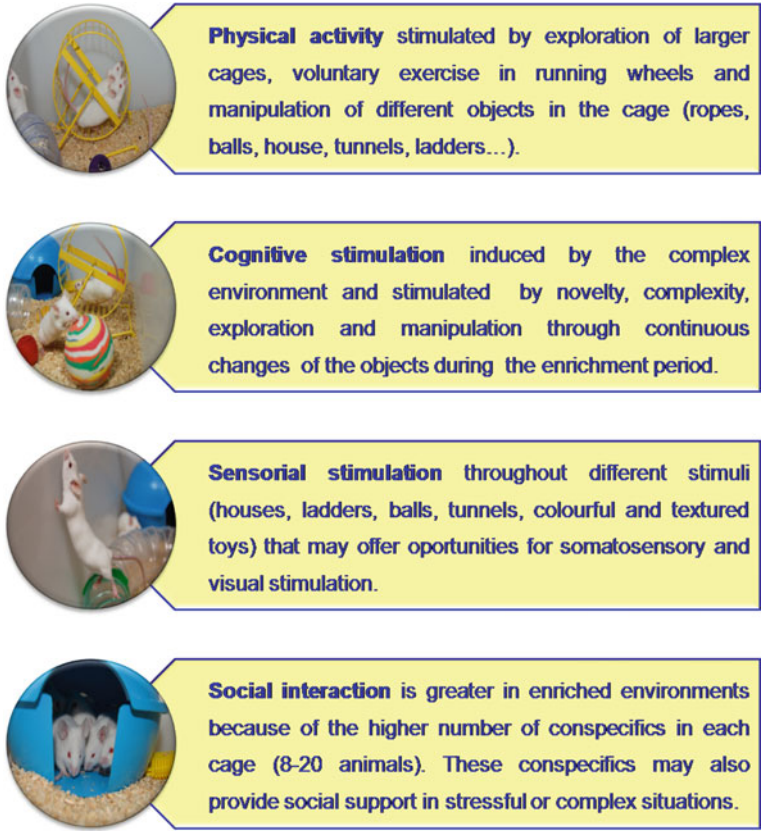 Physical activity stimulated by exploration of larger
cages, voluntary exercise in running wheels and
manipulation of different objects in the cage (ropes,
balls, house, tunnels, ladders...).
Cognitive stimulation induced by the complex
environment and stimulated by novelty, complexity,
exploration and manipulation through continuous
changes of the objects during the enrichment period.
Sensorial stimulation throughout different stimuli
(houses, ladders, balls, tunnels, colourful and textured
toys) that may offer oportunities for somatosensory and
visual stimulation.
Social interaction is greater in enriched environments
because of the higher number of conspecifics in each
cage (8-20 animals). These conspecifics may also
provide social support in stressful or complex situations.